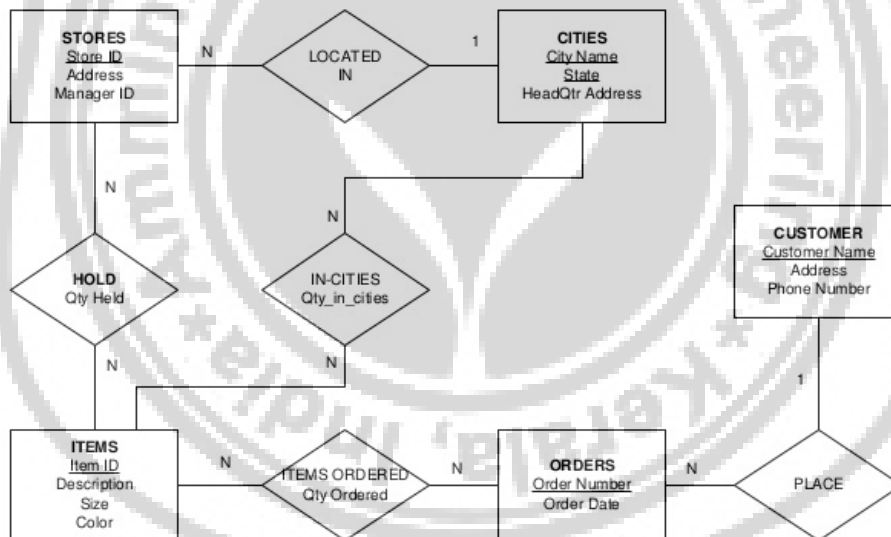 STORES
Store ID
Address
Manager ID
N
LOCATED
IN
1
CITIES
City Name
State
HeadQtr Address
N
N
CUSTOMER
Customer Name
Address
Phone Number
HOLD
Qty Held
IN-CITIES
Qty_in_cities
N
N
1
ITEMS
Item ID
Description
Size
Color
N
ITEMS ORDERED
Qty Ordered
N
ORDERS
Order Number
Order Date
N
PLACE
Kerala, India